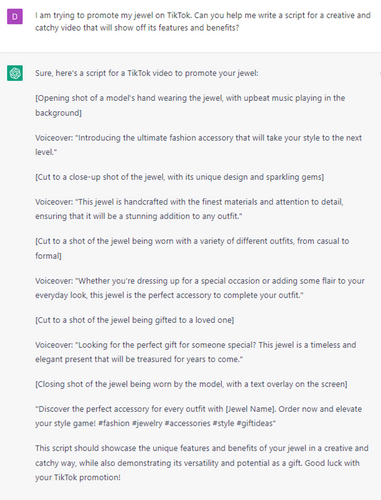 D
I am trying to promote my jewel on TikTok. Can you help me write a script for a creative and
catchy video that will show off its features and benefits?
Sure, here's a script for a TikTok video to promote your jewel:
[Opening shot of a model's hand wearing the jewel, with upbeat music playing in the
background]
Voiceover: "Introducing the ultimate fashion accessory that will take your style to the next
level."
[Cut to a close-up shot of the jewel, with its unique design and sparkling gems]
Voiceover: "This jewel is handcrafted with the finest materials and attention to detail,
ensuring that it will be a stunning addition to any outfit."
[Cut to a shot of the jewel being worn with a variety of different outfits, from casual to
formal]
Voiceover: "Whether you're dressing up for a special occasion or adding some flair to your
everyday look, this jewel is the perfect accessory to complete your outfit."
[Cut to a shot of the jewel being gifted to a loved one]
Voiceover: "Looking for the perfect gift for someone special? This jewel is a timeless and
elegant present that will be treasured for years to come."
[Closing shot of the jewel being worn by the model, with a text overlay on the screen]
"Discover the perfect accessory for every outfit with [Jewel Name]. Order now and elevate
your style game! #fashion #jewelry #accessories #style #giftideas"
This script should showcase the unique features and benefits of your jewel in a creative and
catchy way, while also demonstrating its versatility and potential as a gift. Good luck with
your TikTok promotion!